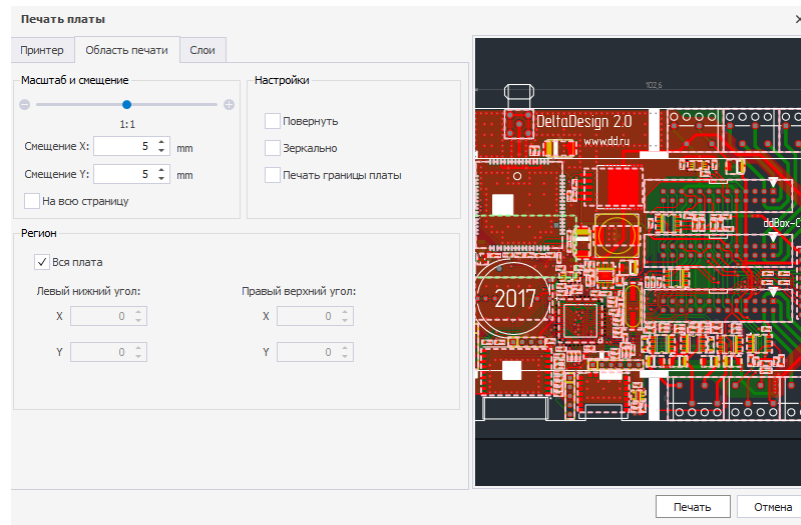 Печать платы
Принтер Область печати Слои
Масштаб и смещение
1:1
Смещение X: 5 mm
Смещение Y: 5 mm
На всю страницу
Настройки
Повернуть
Зеркально
Печать границы платы
Регион
Вся плата
Левый нижний угол: Правый верхний угол:
X 0 X 0
Y 0 Y 0
102,6
DeltaDesign 2.0
www.dd.ru
ddBox-C
2017
Печать Отмена